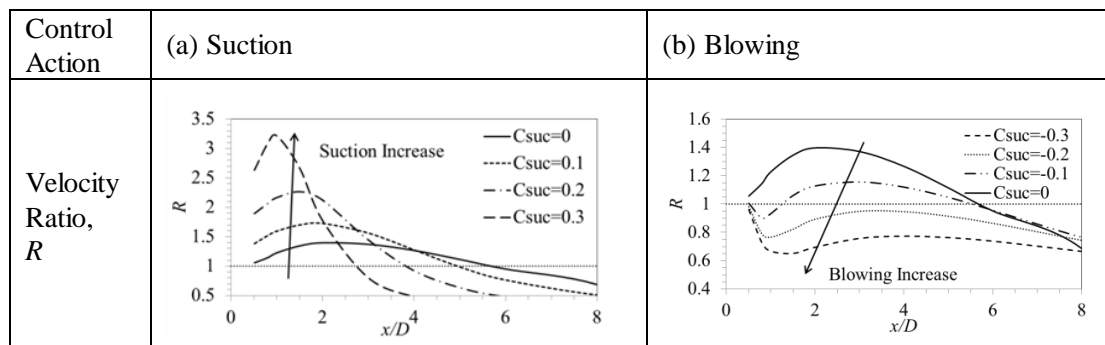 Control
Action
(a) Suction
(b) Blowing
Velocity
Ratio,
R
3.5
3
2.5
2
1.5
1
0.5
R
0
2
4
6
8
x/D
Suction Increase
Csuc=0
Csuc=0.1
Csuc=0.2
Csuc=0.3
1.6
1.4
1.2
1
0.8
0.6
0.4
R
0
2
4
6
8
x/D
Csuc=-0.3
Csuc=-0.2
Csuc=-0.1
Csuc=0
Blowing Increase